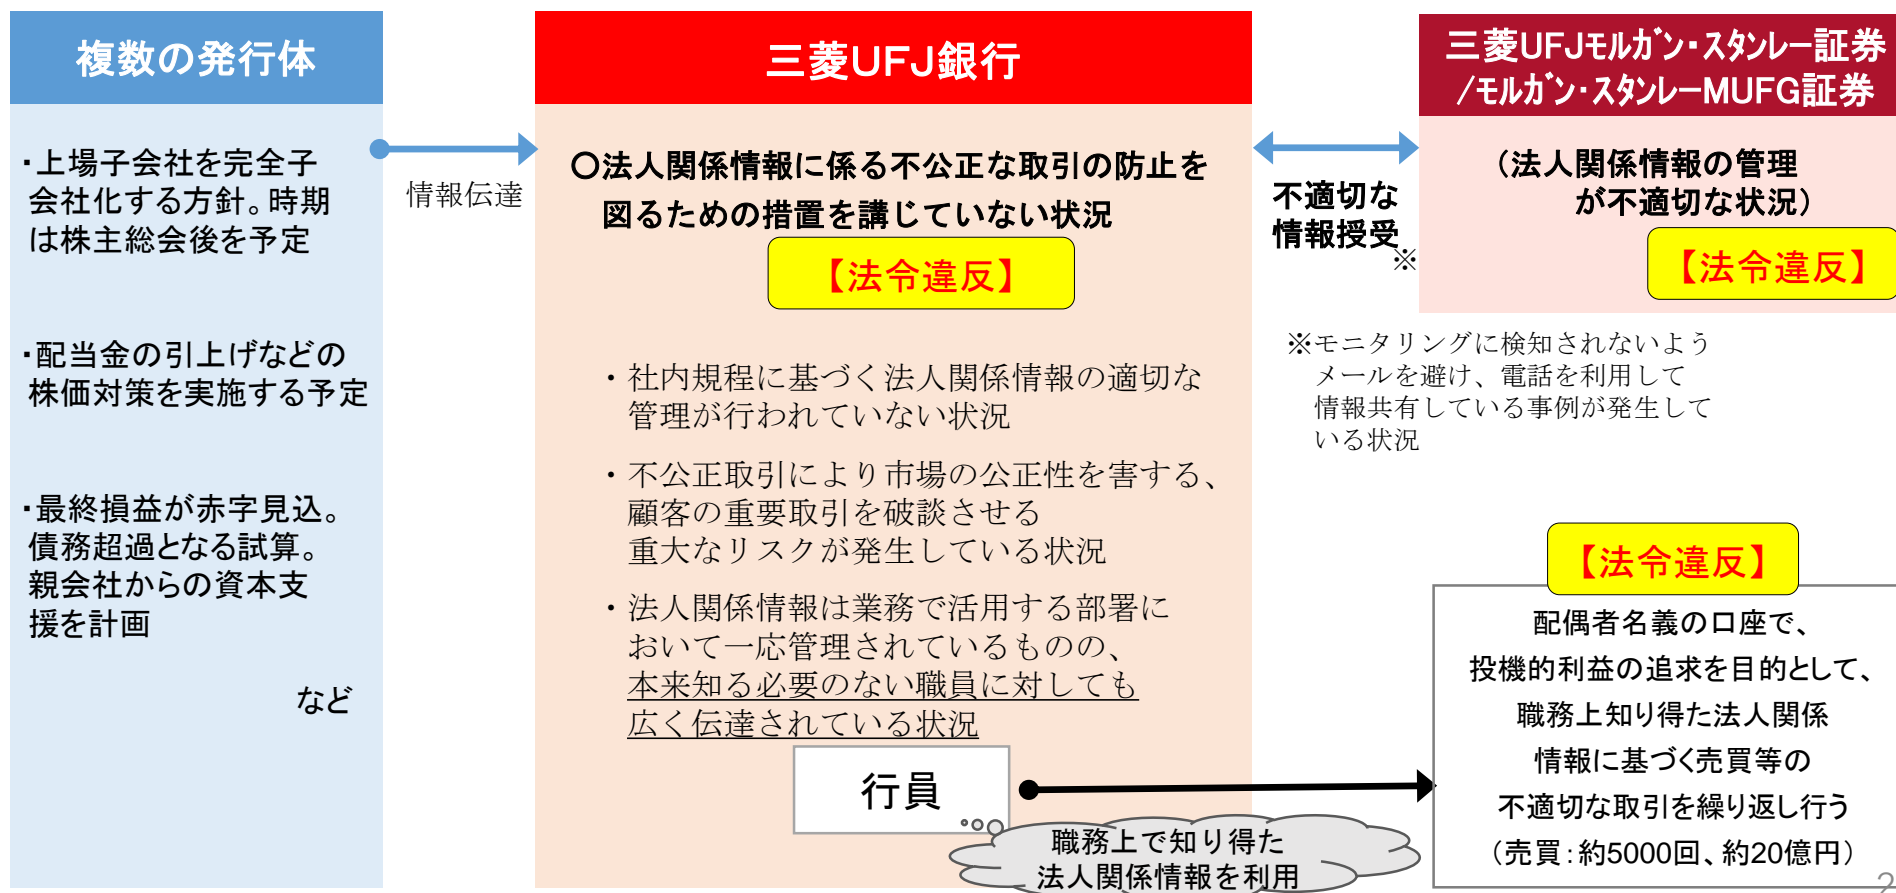 複数の発行体
・上場子会社を完全子
会社化する方針。時期
は株主総会後を予定
・配当金の引上げなどの
株価対策を実施する予定
・最終損益が赤字見込。
債務超過となる試算。
親会社からの資本支
援を計画
など
情報伝達
三菱UFJ銀行
○法人関係情報に係る不公正な取引の防止を
図るための措置を講じていない状況
【法令違反】
・社内規程に基づく法人関係情報の適切な
管理が行われていない状況
・不公正取引により市場の公正性を害する、
顧客の重要取引を破談させる
重大なリスクが発生している状況
・法人関係情報は業務で活用する部署に
おいて一応管理されているものの、
本来知る必要のない職員に対しても
広く伝達されている状況
行員
職務上で知り得た
法人関係情報を利用
不適切な
情報授受
※
三菱UFJモルガン・スタンレー証券
/モルガン・スタンレーMUFG証券
(法人関係情報の管理
が不適切な状況)
【法令違反】
※モニタリングに検知されないよう
メールを避け、電話を利用して
情報共有している事例が発生して
いる状況
【法令違反】
配偶者名義の口座で、
投機的利益の追求を目的として、
職務上知り得た法人関係
情報に基づく売買等の
不適切な取引を繰り返し行う
(売買:約5000回、約20億円)
2